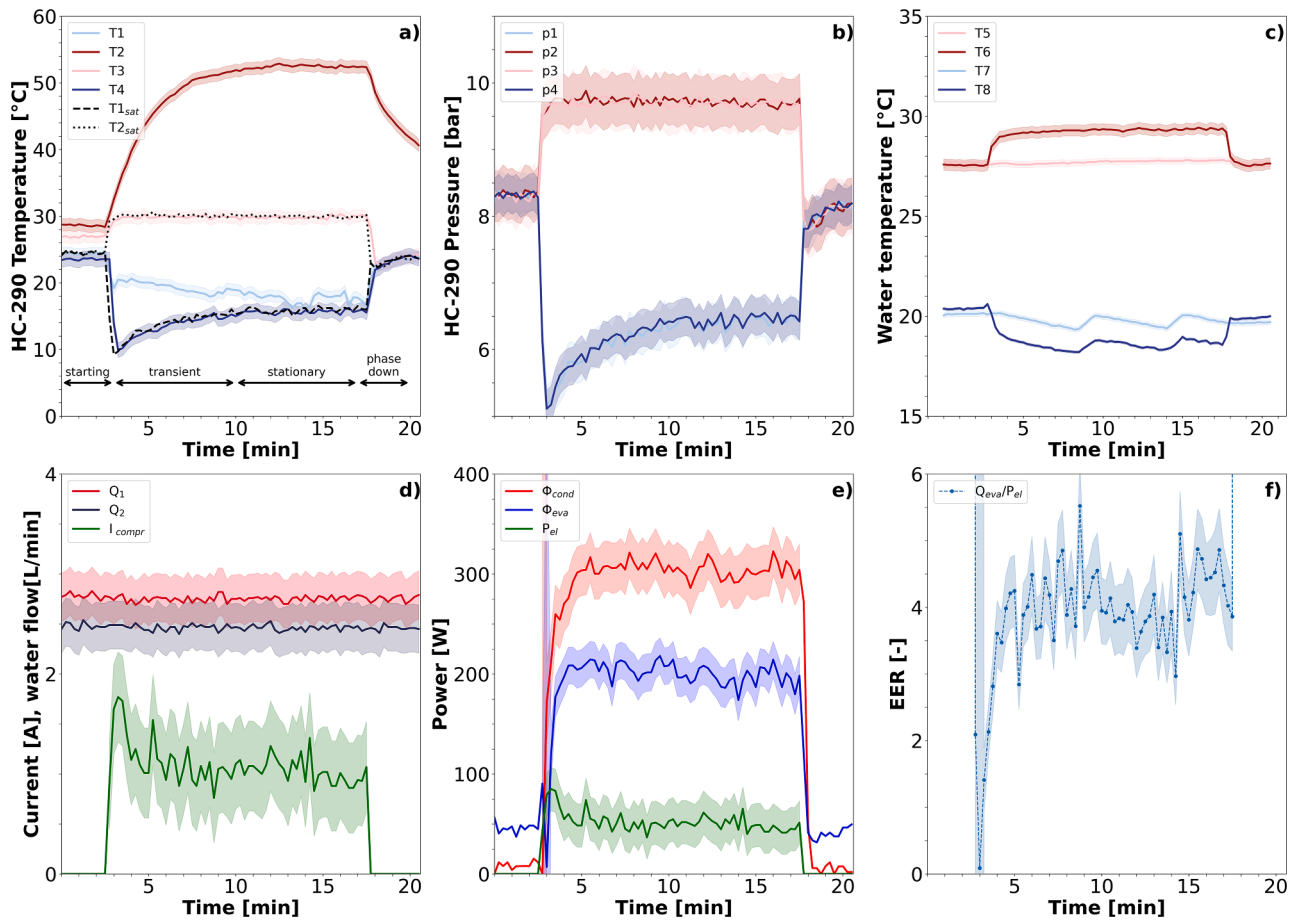 a)
HC-290 Temperature [°C]
60
50
40
30
20
10
0
T1
T2
T3
T4
T1sat
T2sat
starting
transient
stationary
phase
down
5
10
15
20
Time [min]
b)
HC-290 Pressure [bar]
10
8
6
p1
p2
p3
p4
5
10
15
20
Time [min]
c)
Water temperature [°C]
35
30
25
20
15
T5
T6
T7
T8
5
10
15
20
Time [min]
d)
Current [A], water flow[L/min]
4
2
0
Q1
Q2
I compr
5
10
15
20
Time [min]
e)
Power [W]
400
300
200
100
0
Φcond
Φeva
Pel
5
10
15
20
Time [min]
f)
EER [-]
6
4
2
0
Qeva/Pel
5
10
15
20
Time [min]